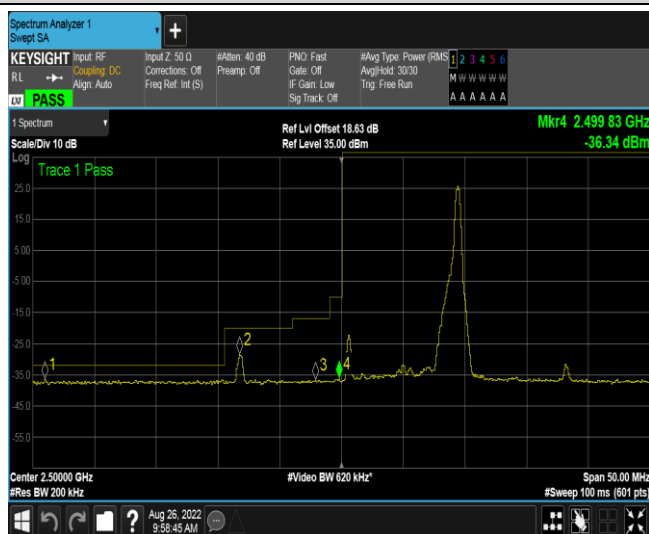 Spectrum Analyzer 1
Swept SA
+
KEYSIGHT
RL
LXI PASS
Input: RF
Coupling: DC
Align: Auto
Input Z: 50 Ω
Corrections: Off
Freq Ref: Int (S)
#Atten: 40 dB
Preamp: Off
PNO: Fast
Gate: Off
IF Gain: Low
Sig Track: Off
#Avg Type: Power (RMS
Avg|Hold: 30/30
Trig: Free Run
1 2 3 4 5 6
M W W W W W
A A A A A A
1 Spectrum
Scale/Div 10 dB
Ref Lvl Offset 18.63 dB
Ref Level 35.00 dBm
Mkr4 2.499 83 GHz
-36.34 dBm
Log
Trace 1 Pass
25.0
15.0
5.00
-5.00
-15.0
-25.0
-35.0
-45.0
-55.0
1
2
3
4
Center 2.50000 GHz
#Res BW 200 kHz
#Video BW 620 kHz*
Span 50.00 MHz
#Sweep 100 ms (601 pts)
?
Aug 26, 2022
9:58:45 AM